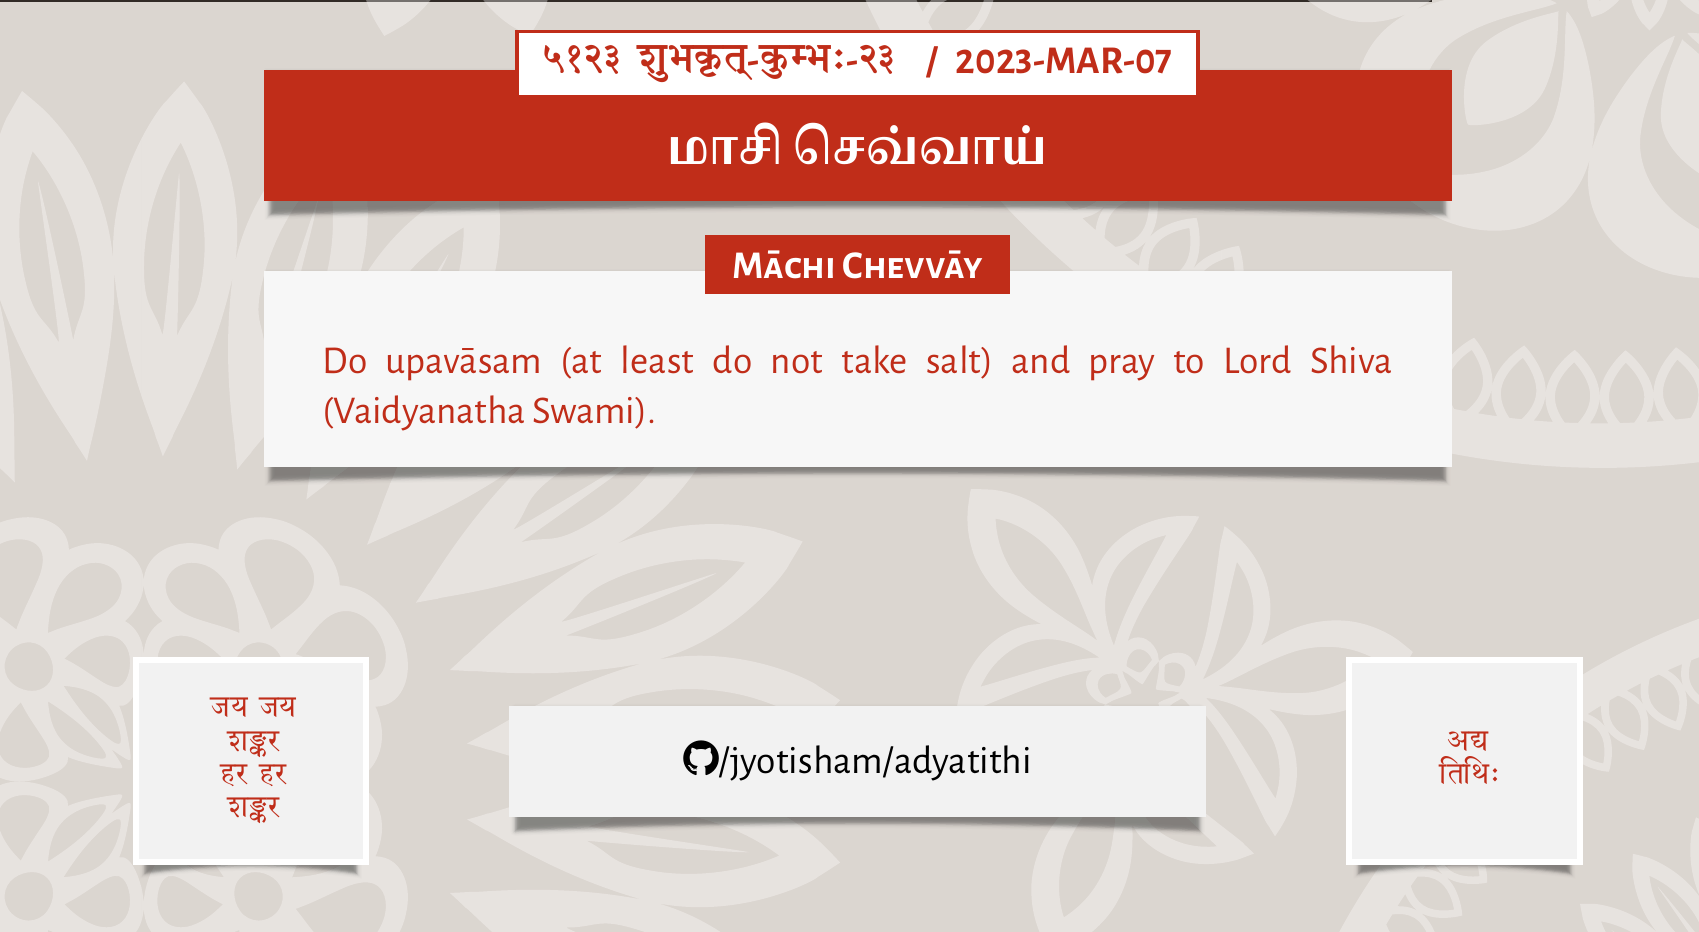 ५१२३ शुभकृत्-कुम्भः-२३ / 2023-MAR-07
மாசி செவ்வாய்
Māchi Chevvāy
Do upavāsam (at least do not take salt) and pray to Lord Shiva
(Vaidyanatha Swami).
जय जय
शङ्कर
हर हर
शङ्कर
/jyotisham/adyatithi
अद्य
तिथिः